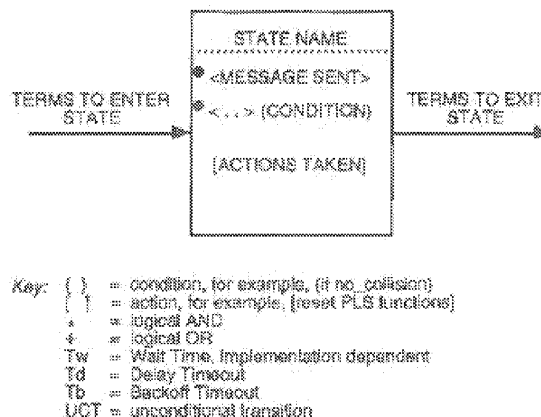 STATE NAME
• <MESSAGE SENT>
TERMS TO ENTER
STATE
• <..> (CONDITION)
TERMS TO EXIT
STATE
[ACTIONS TAKEN]
Key: ( ) = condition, for example, (if no_collision)
[ ] = action, for example, [reset PLS functions]
* = logical AND
+ = logical OR
Tw = Wait Time, implementation dependent
Td = Delay Timeout
Tb = Backoff Timeout
UCT = unconditional transition